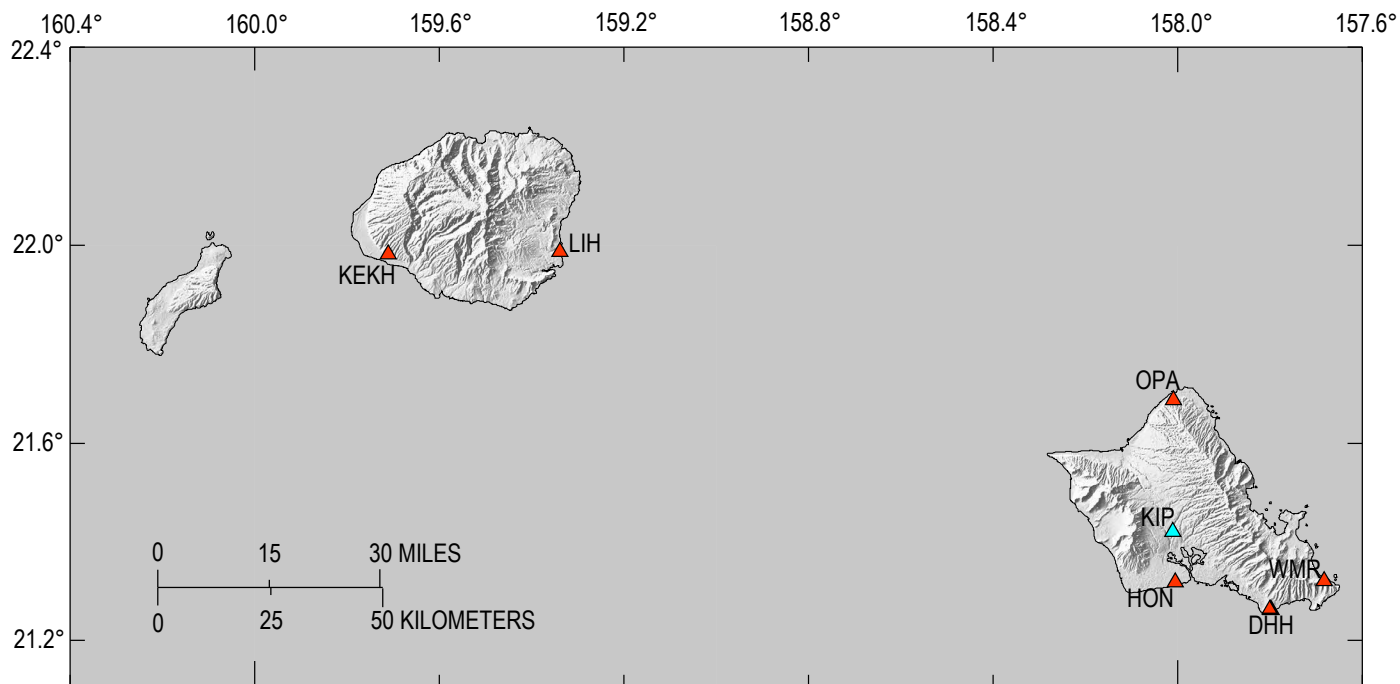 160.4° 160.0° 159.6° 159.2° 158.8° 158.4° 158.0° 157.6°
22.4°
22.0°
LIH
KEKH
OPA
21.6°
KIP
0 15 30 MILES
WMR
HON
0 25 50 KILOMETERS
DHH
21.2°